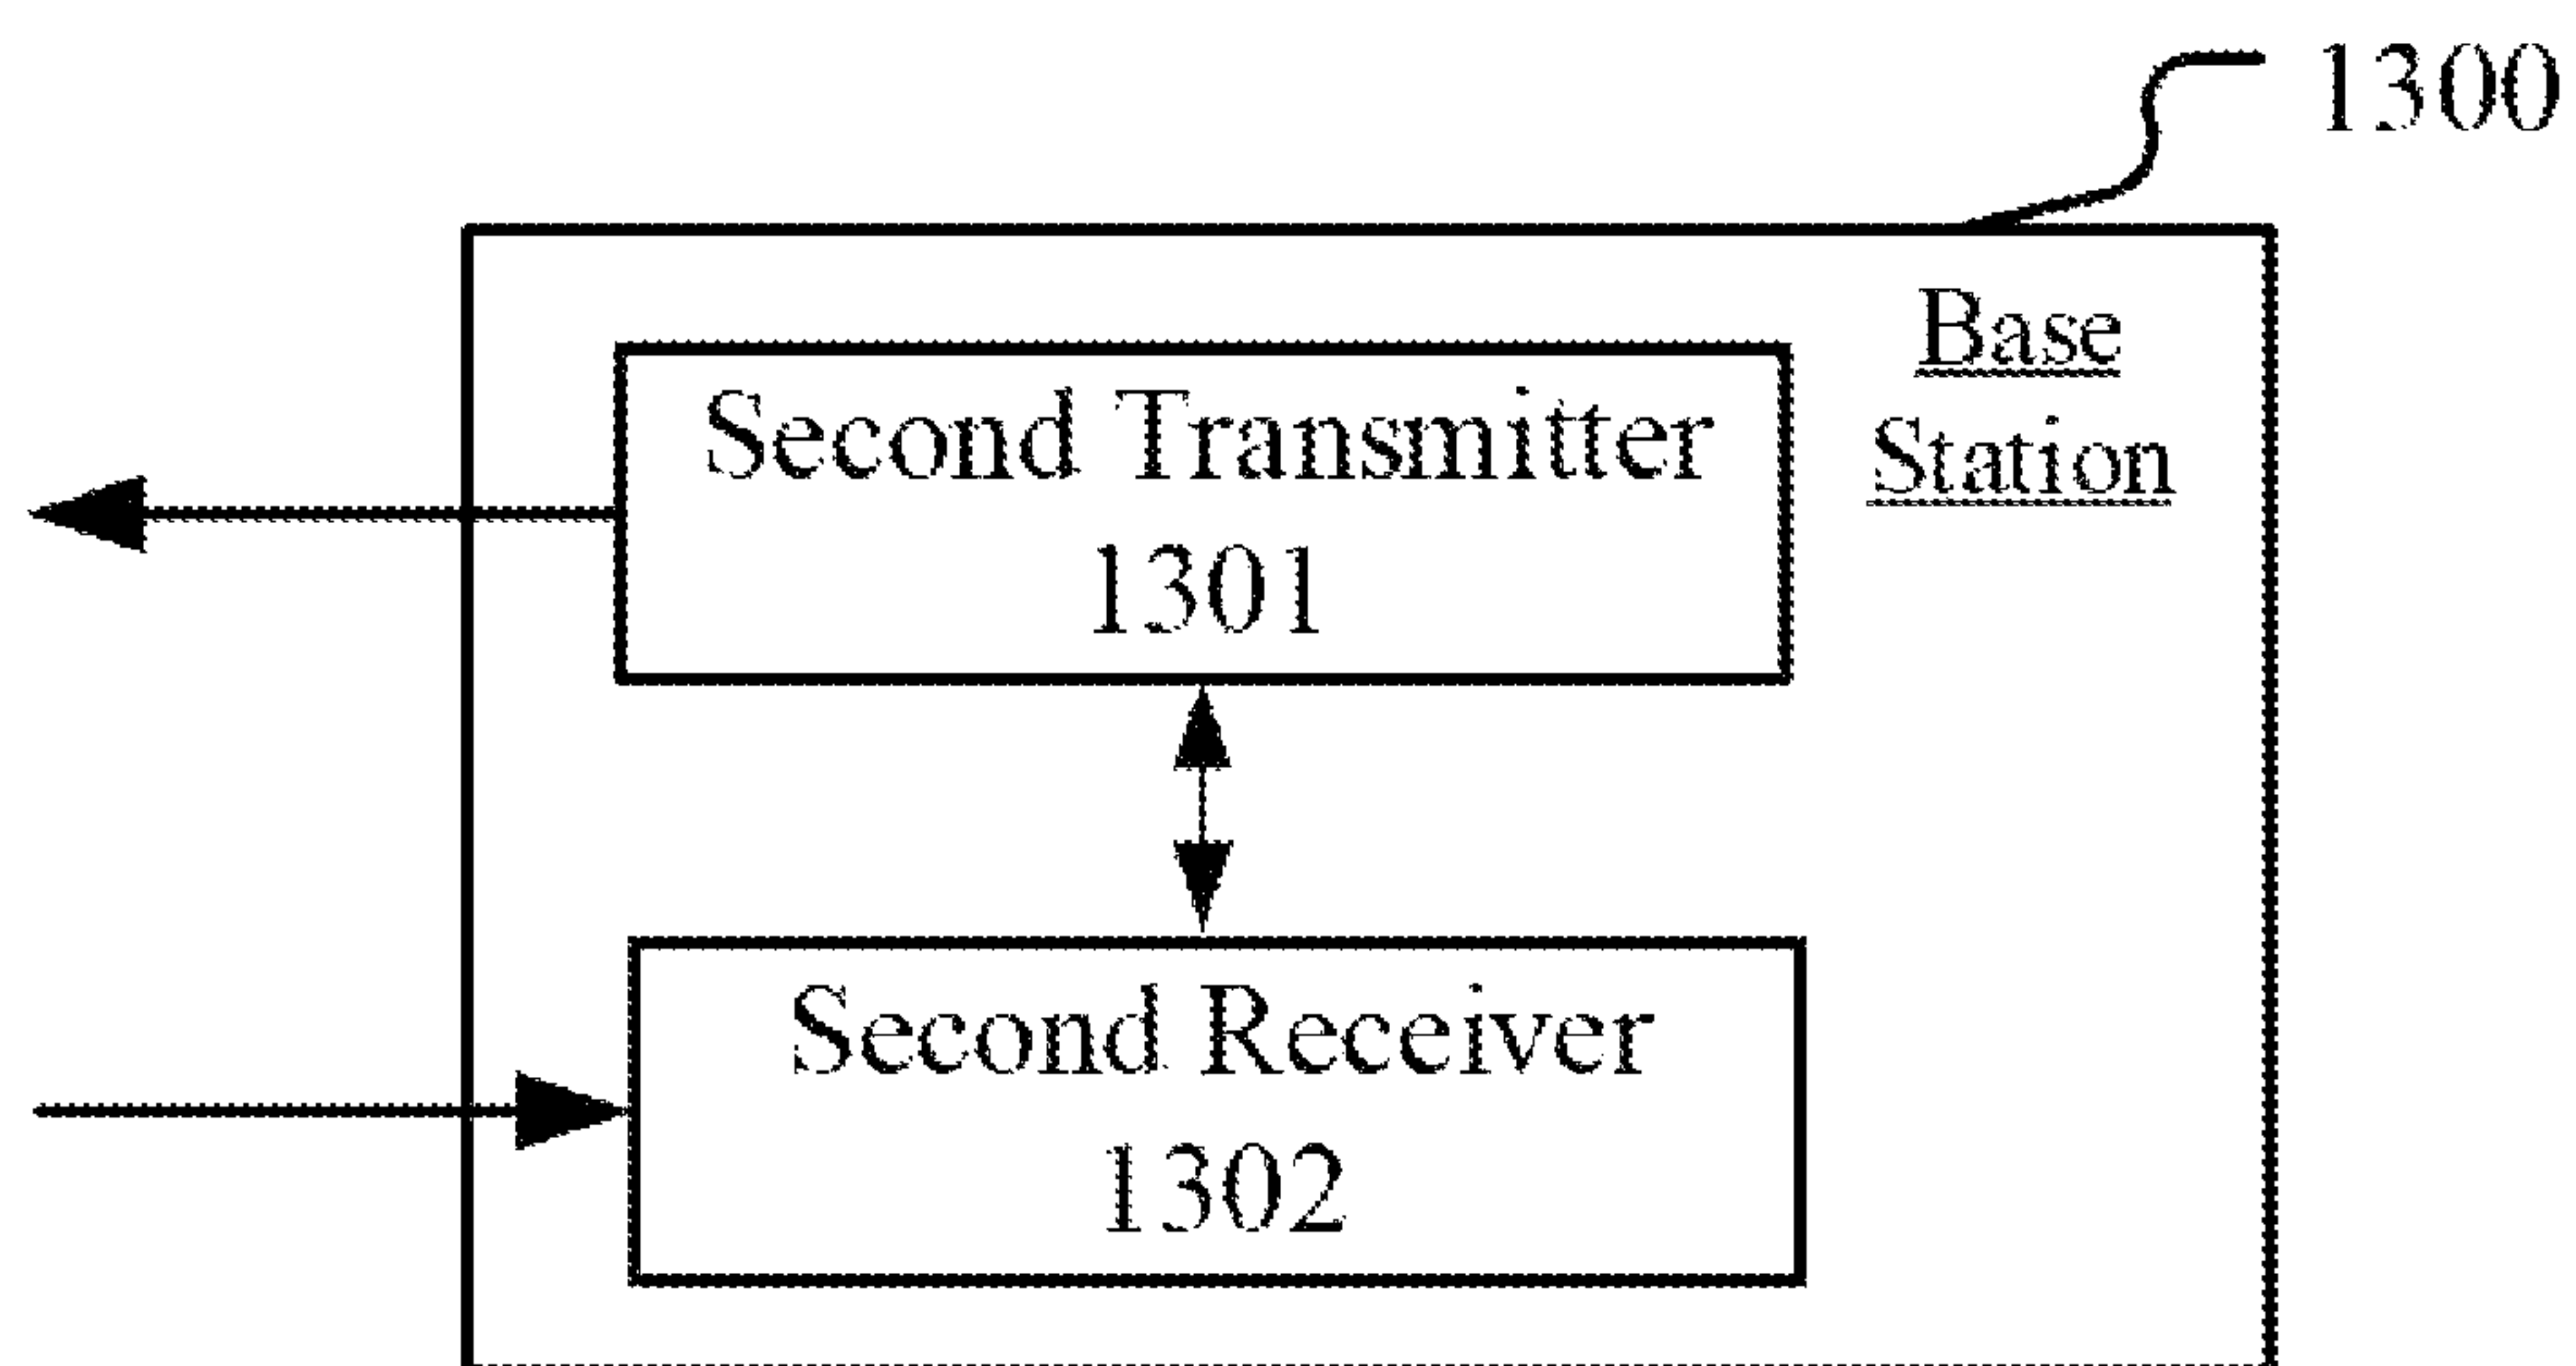 1300
Base
Station
Second Transmitter
1301
Second Receiver
1302